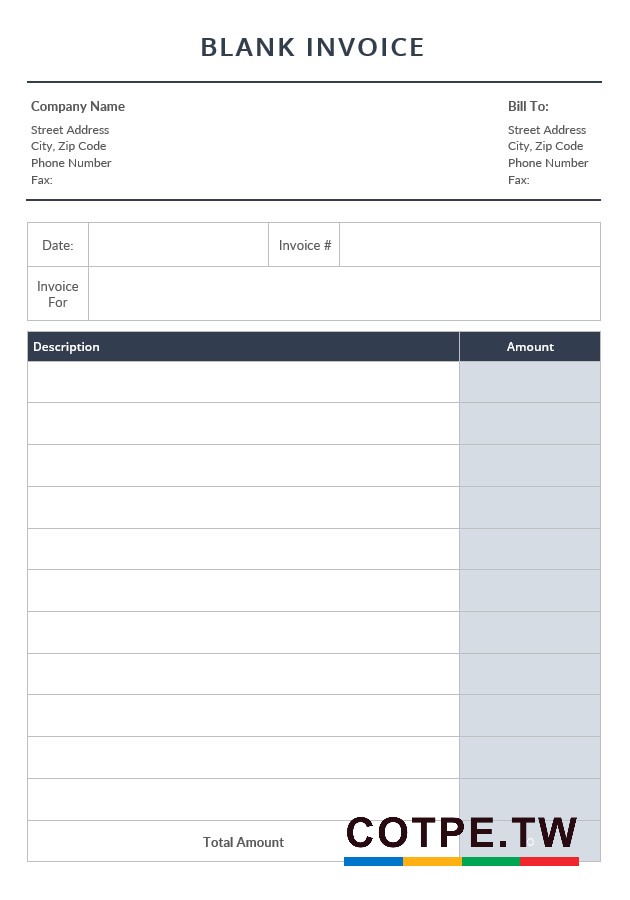 BLANK INVOICE
Company Name
Street Address
City, Zip Code
Phone Number
Fax:
Bill To:
Street Address
City, Zip Code
Phone Number
Fax:
Date:
Invoice #
Invoice
For
Description
Amount
Total Amount
COTPE.TW